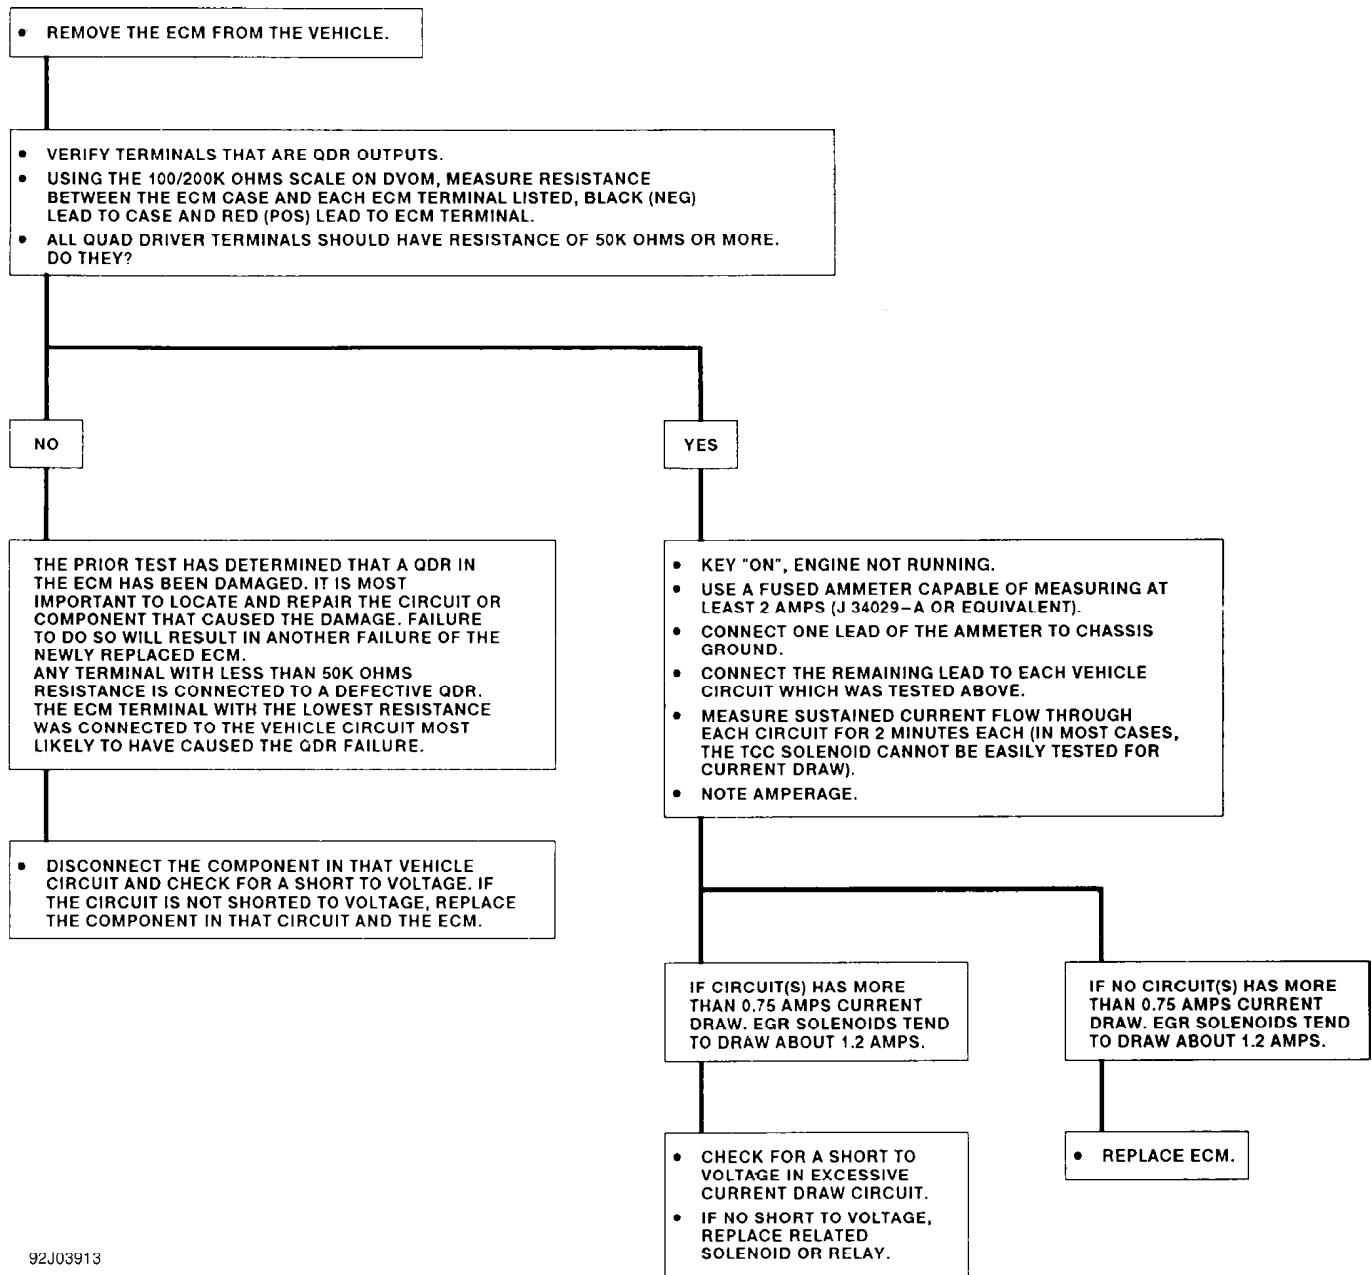 • REMOVE THE ECM FROM THE VEHICLE.
• VERIFY TERMINALS THAT ARE QDR OUTPUTS.
• USING THE 100/200K OHMS SCALE ON DVOM, MEASURE RESISTANCE
BETWEEN THE ECM CASE AND EACH ECM TERMINAL LISTED, BLACK (NEG)
LEAD TO CASE AND RED (POS) LEAD TO ECM TERMINAL.
• ALL QUAD DRIVER TERMINALS SHOULD HAVE RESISTANCE OF 50K OHMS OR MORE.
DO THEY?
NO
THE PRIOR TEST HAS DETERMINED THAT A QDR IN
THE ECM HAS BEEN DAMAGED. IT IS MOST
IMPORTANT TO LOCATE AND REPAIR THE CIRCUIT OR
COMPONENT THAT CAUSED THE DAMAGE. FAILURE
TO DO SO WILL RESULT IN ANOTHER FAILURE OF THE
NEWLY REPLACED ECM.
ANY TERMINAL WITH LESS THAN 50K OHMS
RESISTANCE IS CONNECTED TO A DEFECTIVE QDR.
THE ECM TERMINAL WITH THE LOWEST RESISTANCE
WAS CONNECTED TO THE VEHICLE CIRCUIT MOST
LIKELY TO HAVE CAUSED THE QDR FAILURE.
• DISCONNECT THE COMPONENT IN THAT VEHICLE
CIRCUIT AND CHECK FOR A SHORT TO VOLTAGE. IF
THE CIRCUIT IS NOT SHORTED TO VOLTAGE, REPLACE
THE COMPONENT IN THAT CIRCUIT AND THE ECM.
YES
• KEY "ON", ENGINE NOT RUNNING.
• USE A FUSED AMMETER CAPABLE OF MEASURING AT
LEAST 2 AMPS (J 34029-A OR EQUIVALENT).
• CONNECT ONE LEAD OF THE AMMETER TO CHASSIS
GROUND.
• CONNECT THE REMAINING LEAD TO EACH VEHICLE
CIRCUIT WHICH WAS TESTED ABOVE.
• MEASURE SUSTAINED CURRENT FLOW THROUGH
EACH CIRCUIT FOR 2 MINUTES EACH (IN MOST CASES,
THE TCC SOLENOID CANNOT BE EASILY TESTED FOR
CURRENT DRAW).
• NOTE AMPERAGE.
IF CIRCUIT(S) HAS MORE
THAN 0.75 AMPS CURRENT
DRAW. EGR SOLENOIDS TEND
TO DRAW ABOUT 1.2 AMPS.
• CHECK FOR A SHORT TO
VOLTAGE IN EXCESSIVE
CURRENT DRAW CIRCUIT.
• IF NO SHORT TO VOLTAGE,
REPLACE RELATED
SOLENOID OR RELAY.
IF NO CIRCUIT(S) HAS MORE
THAN 0.75 AMPS CURRENT
DRAW. EGR SOLENOIDS TEND
TO DRAW ABOUT 1.2 AMPS.
• REPLACE ECM.
92J03913